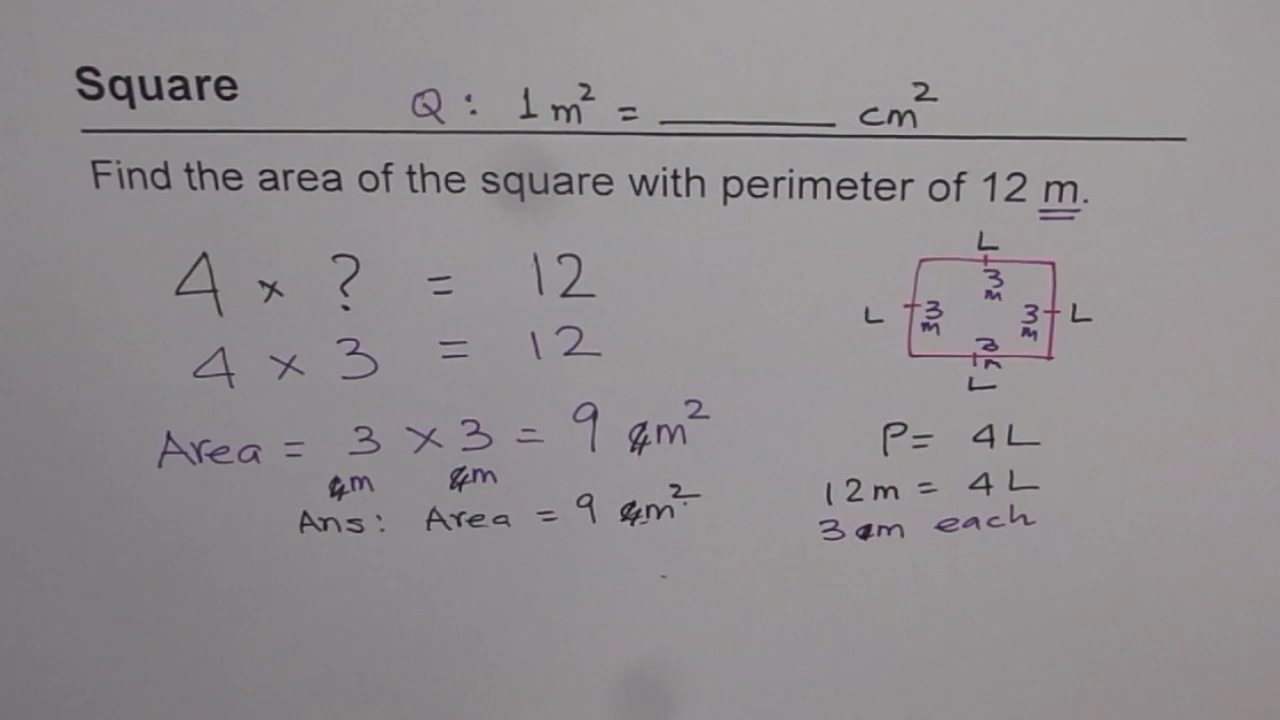 Square
Q : 1 m² = ______ cm²
Find the area of the square with perimeter of 12 m.
4 × ? = 12
4 × 3 = 12
L
3 m
L 3 m 3 m L
3 m
L
Area = 3 × 3 = 9 m²
m m
Ans: Area = 9 m²
P = 4L
12m = 4L
3 m each